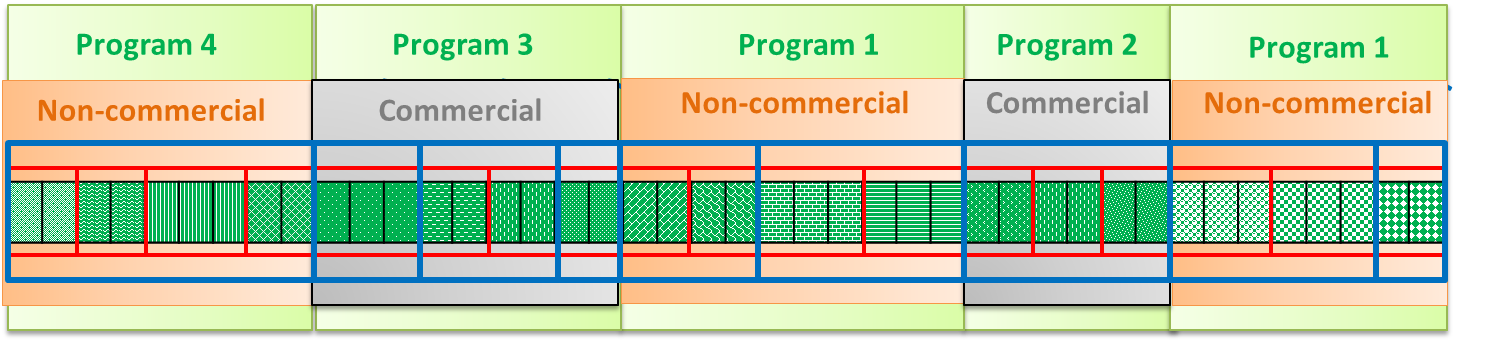 Program 4
Program 3
Program 1
Program 2
Program 1
Non-commercial
Commercial
Non-commercial
Commercial
Non-commercial